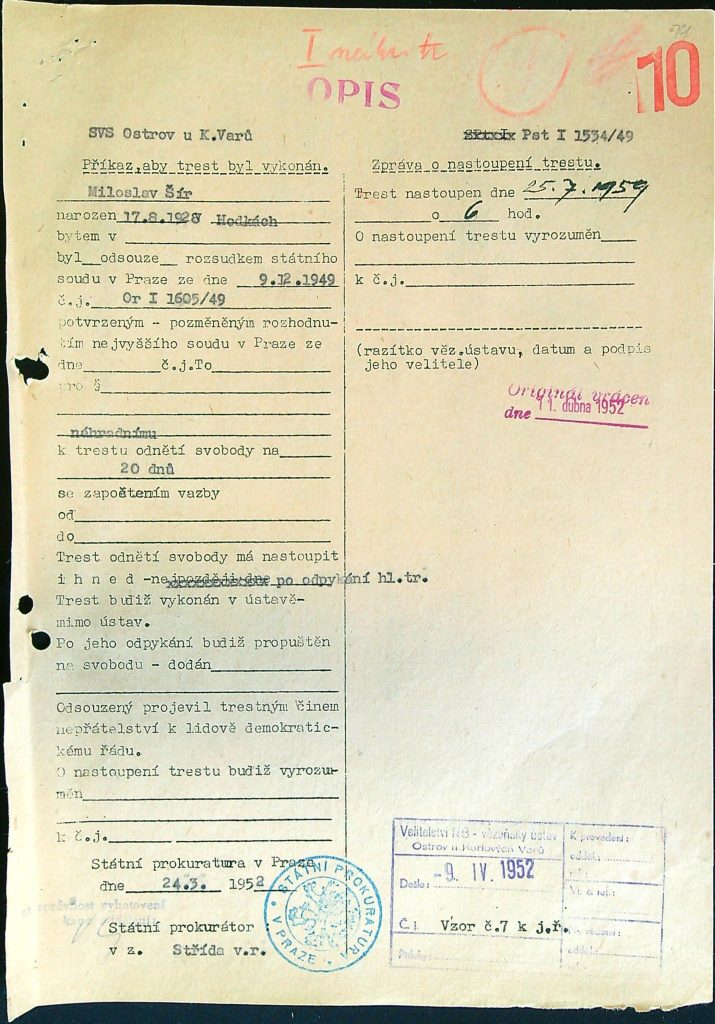 I
OPIS
10
SVS Ostrov u K.Varů
Příkaz,aby trest byl vykonán.
Miloslav Šír
narozen 17.8.1928 v Hodkách
bytem v
byl odsouze rozsudkem státního
soudu v Praze ze dne 9.12.1949
č.j. Or I 1605/49
potvrzeným - pozměněným rozhodnu-
tím nejvyššího soudu v Praze ze
dne č.j.To
pro §
náhradnímu
k trestu odnětí svobody na
20 dnů
se započtením vazby
od
do
Trest odnětí svobody má nastoupit
i h n e d -nejpozději dne po odpykání hl.tr.
Trest budiž vykonán v ústavě-
mimo ústav.
Po jeho odpykání budiž propuštěn
na svobodu - dodán
Odsouzený projevil trestným činem
nepřátelství k lidově demokratic-
kému řádu.
O nastoupení trestu budiž vyrozu-
měn
k č.j.
Státní prokuratura v Praze
dne 24.3. 1952
Státní prokurátor
v z. Střída v.r.
STÁTNÍ PROKURATURA
V PRAZE
Pst I 1534/49
Zpráva o nastoupení trestu.
Trest nastoupen dne 25.7.1959
o 6 hod.
O nastoupení trestu vyrozuměn
k č.j.
(razítko věz.ústavu, datum a podpis
jeho velitele)
Originál vrácen
dne 11. dubna 1952
Velitelství NB - vězeňský ústav
Ostrov u Karlových Varů
Došlo: -9. IV. 1952
Č. j. Vzor č.7 k j.ř.
Přílohy:
K provedení: